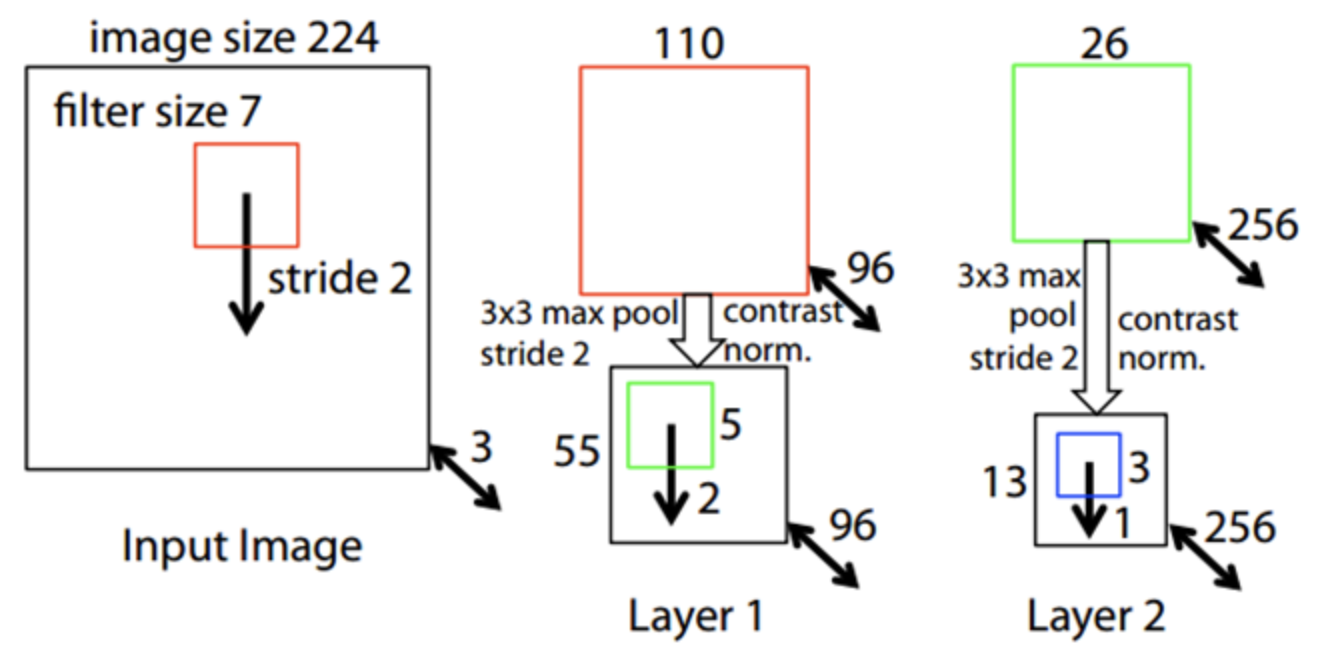 image size 224
filter size 7
stride 2
3
Input Image
110
96
3x3 max pool
stride 2
contrast
norm.
55
5
2
96
Layer 1
26
256
3x3 max
pool
stride 2
contrast
norm.
13
3
1
256
Layer 2